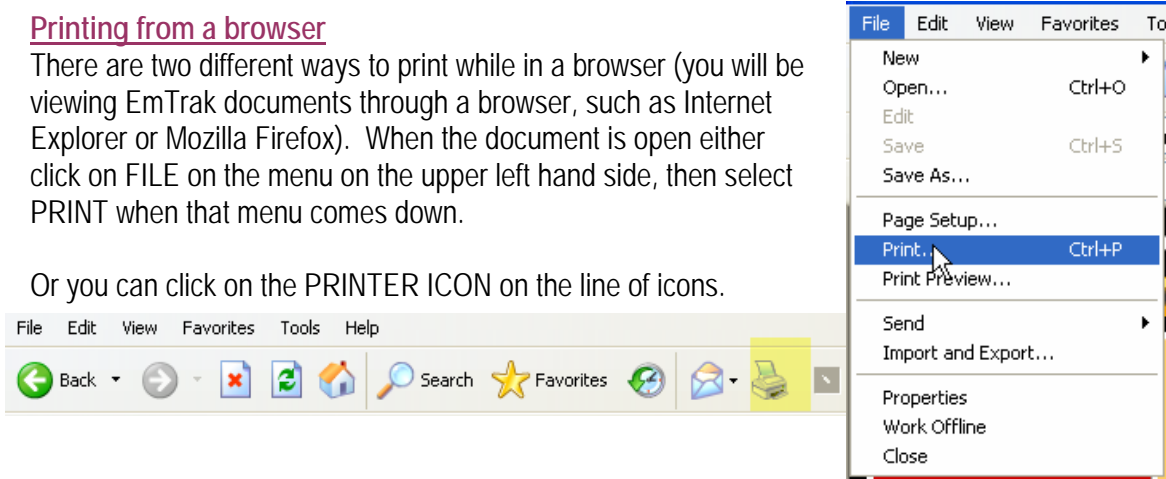 Printing from a browser
There are two different ways to print while in a browser (you will be
viewing EmTrak documents through a browser, such as Internet
Explorer or Mozilla Firefox).  When the document is open either
click on FILE on the menu on the upper left hand side, then select
PRINT when that menu comes down.
Or you can click on the PRINTER ICON on the line of icons.
File Edit View Favorites Tools Help
Back Search Favorites
File Edit View Favorites To
New
Open... Ctrl+O
Edit
Save Ctrl+S
Save As...
Page Setup...
Print... Ctrl+P
Print Preview...
Send
Import and Export...
Properties
Work Offline
Close